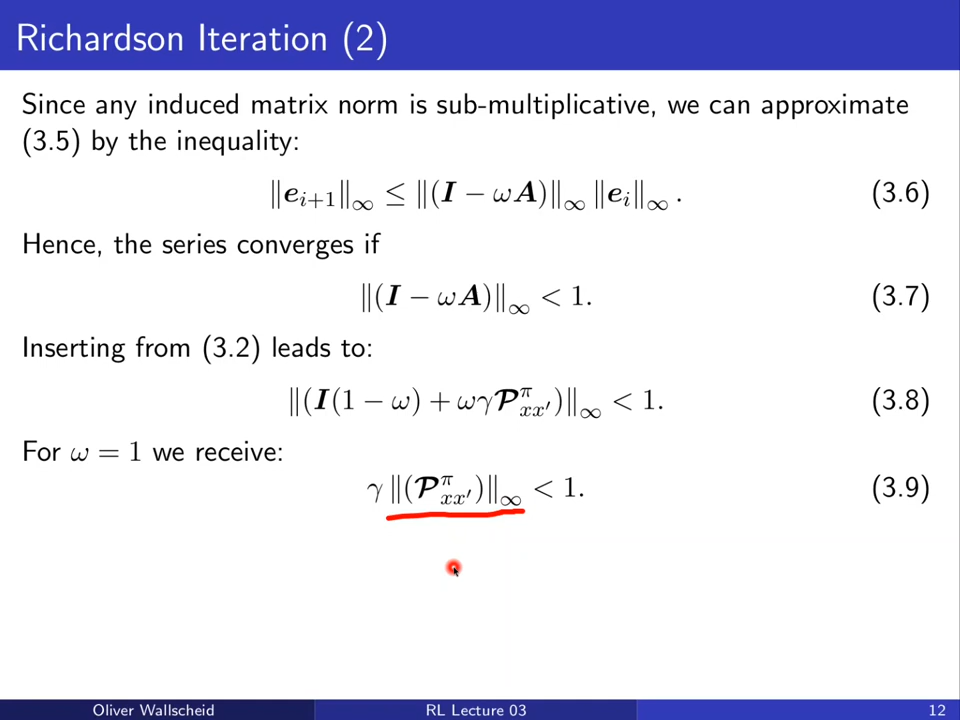 Richardson Iteration (2)
Since any induced matrix norm is sub-multiplicative, we can approximate
(3.5) by the inequality:
‖e_{i+1}‖_∞ ≤ ‖(I − ωA)‖_∞ ‖e_i‖_∞ . (3.6)
Hence, the series converges if
‖(I − ωA)‖_∞ < 1. (3.7)
Inserting from (3.2) leads to:
‖(I(1 − ω) + ωγ𝓟^π_{xx′})‖_∞ < 1. (3.8)
For ω = 1 we receive:
γ ‖(𝓟^π_{xx′})‖_∞ < 1. (3.9)
Oliver Wallscheid RL Lecture 03 12